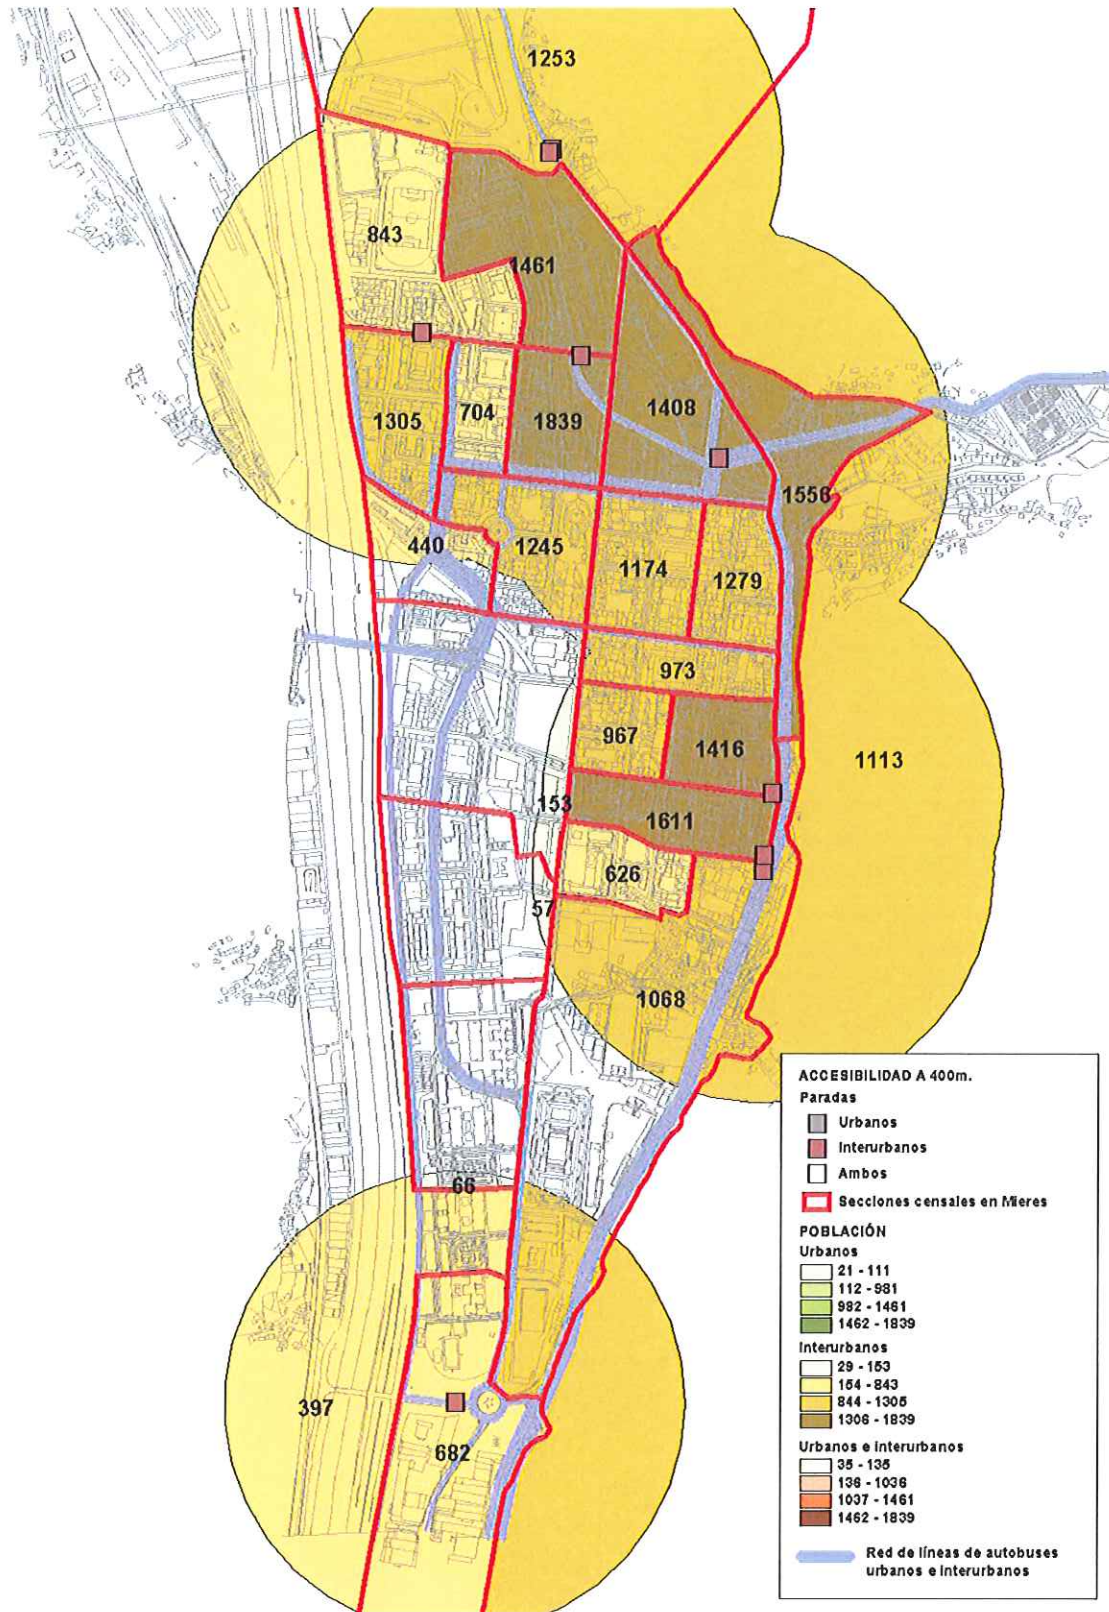 1253
843
1461
1305
704
1839
1408
1556
440
1245
1174
1279
973
967
1416
1113
153
1611
626
57
1068
66
397
682
ACCESIBILIDAD A 400m.
Paradas
Urbanos
Interurbanos
Ambos
Secciones censales en Mieres
POBLACIÓN
Urbanos
21 - 111
112 - 981
982 - 1461
1462 - 1839
Interurbanos
29 - 153
154 - 843
844 - 1305
1306 - 1839
Urbanos e Interurbanos
35 - 135
136 - 1036
1037 - 1461
1462 - 1839
Red de líneas de autobuses
urbanos e interurbanos